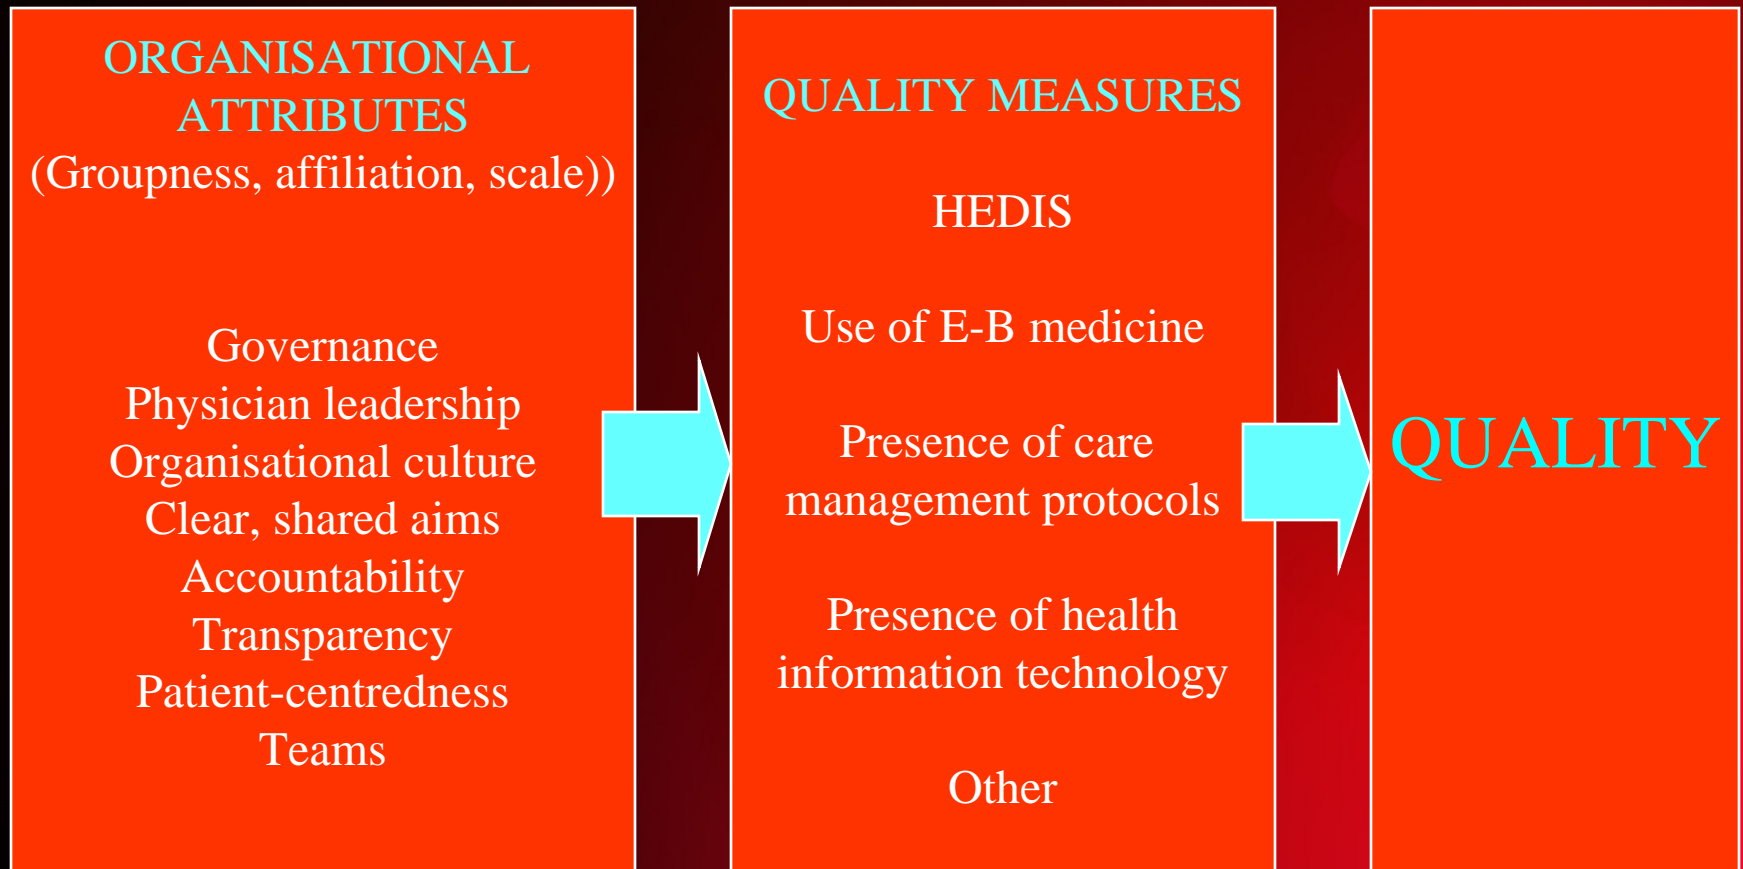 ORGANISATIONAL
ATTRIBUTES
(Groupness, affiliation, scale))
Governance
Physician leadership
Organisational culture
Clear, shared aims
Accountability
Transparency
Patient-centredness
Teams
QUALITY MEASURES
HEDIS
Use of E-B medicine
Presence of care
management protocols
Presence of health
information technology
Other
QUALITY